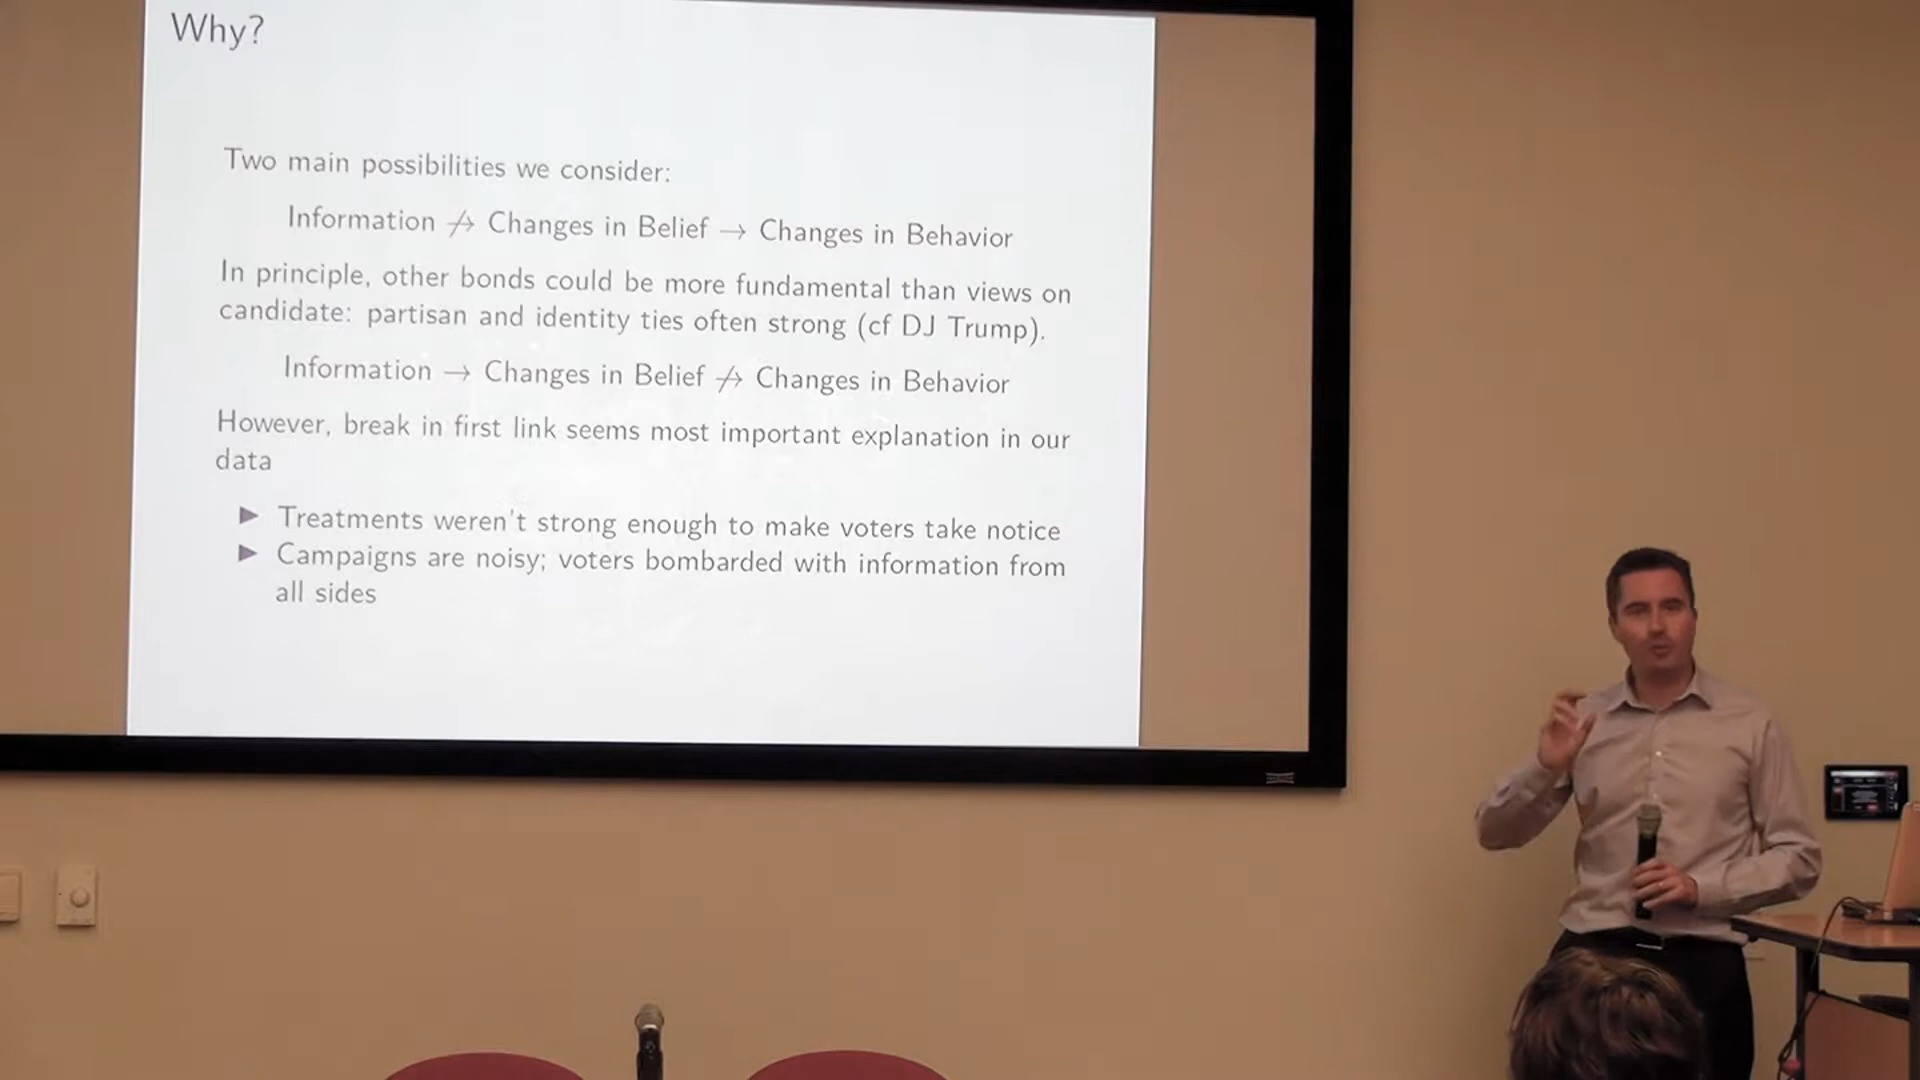 Why?
Two main possibilities we consider:
Information ↛ Changes in Belief → Changes in Behavior
In principle, other bonds could be more fundamental than views on
candidate: partisan and identity ties often strong (cf DJ Trump).
Information → Changes in Belief ↛ Changes in Behavior
However, break in first link seems most important explanation in our
data
▶ Treatments weren't strong enough to make voters take notice
▶ Campaigns are noisy; voters bombarded with information from
all sides